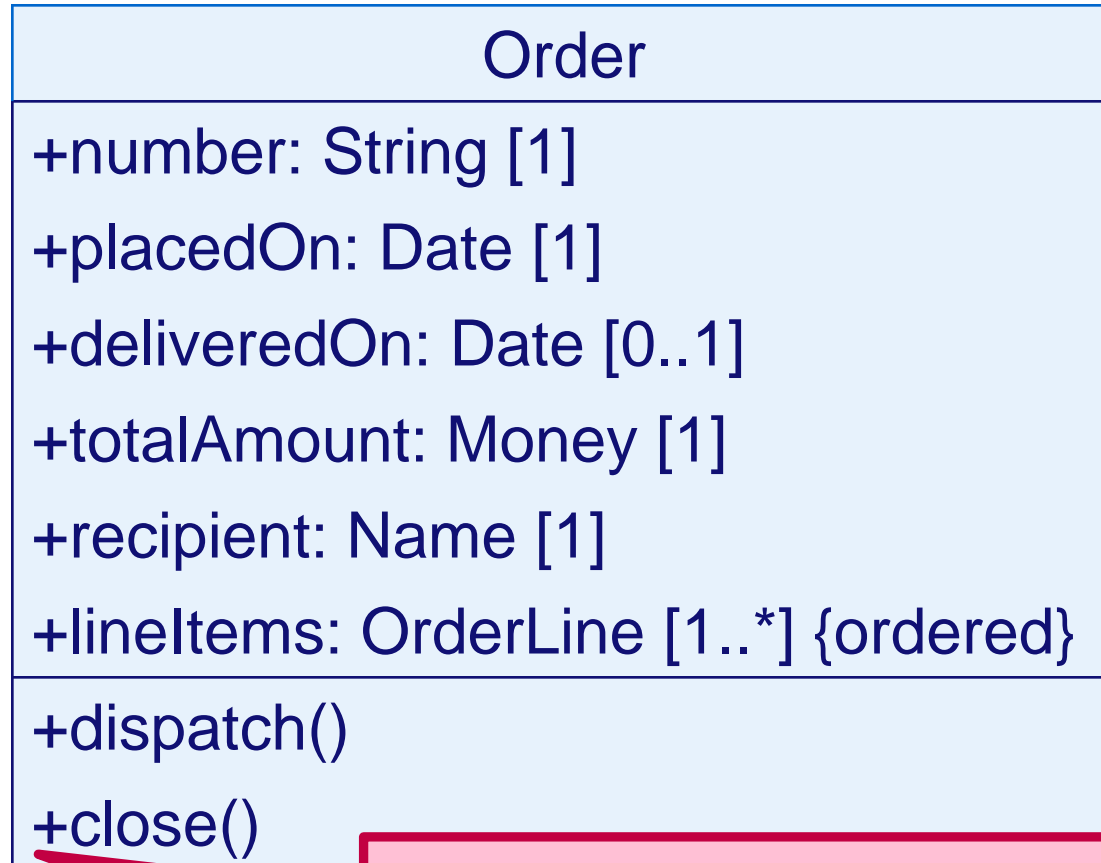 Order
+number: String [1]
+placedOn: Date [1]
+deliveredOn: Date [0..1]
+totalAmount: Money [1]
+recipient: Name [1]
+lineItems: OrderLine [1..*] {ordered}
+dispatch()
+close()